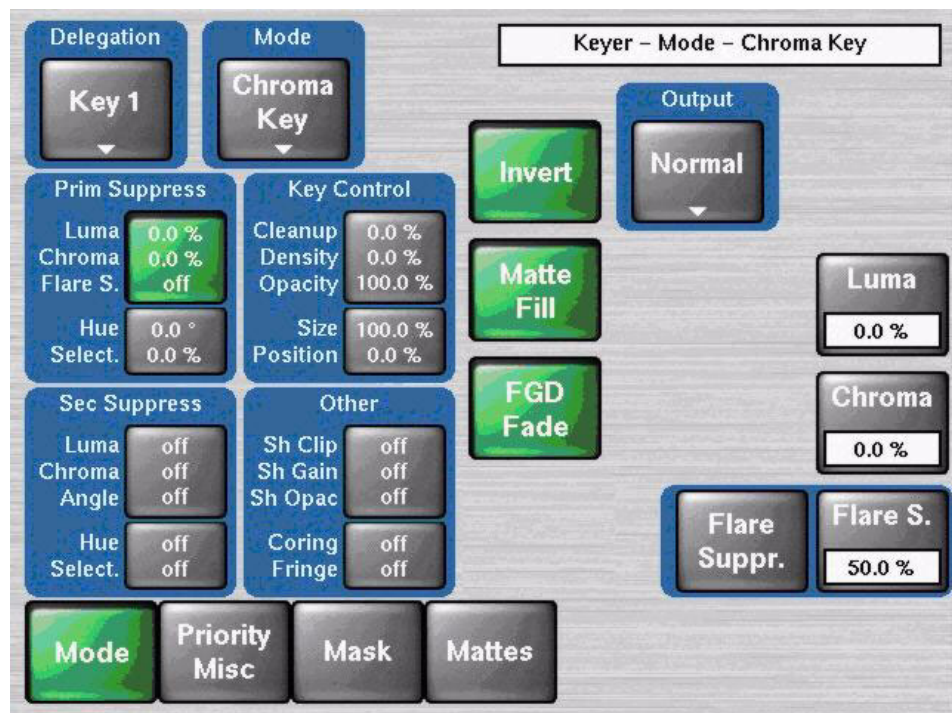 Delegation
Mode
Keyer – Mode – Chroma Key
Key 1
Chroma
Key
Output
Invert
Normal
Prim Suppress
Key Control
Luma 0.0 %
Chroma 0.0 %
Flare S. off
Hue 0.0 °
Select. 0.0 %
Cleanup 0.0 %
Density 0.0 %
Opacity 100.0 %
Size 100.0 %
Position 0.0 %
Matte
Fill
Luma
0.0 %
FGD
Fade
Chroma
0.0 %
Sec Suppress
Other
Luma off
Chroma off
Angle off
Hue off
Select. off
Sh Clip off
Sh Gain off
Sh Opac off
Coring off
Fringe off
Flare
Suppr.
Flare S.
50.0 %
Mode
Priority
Misc
Mask
Mattes